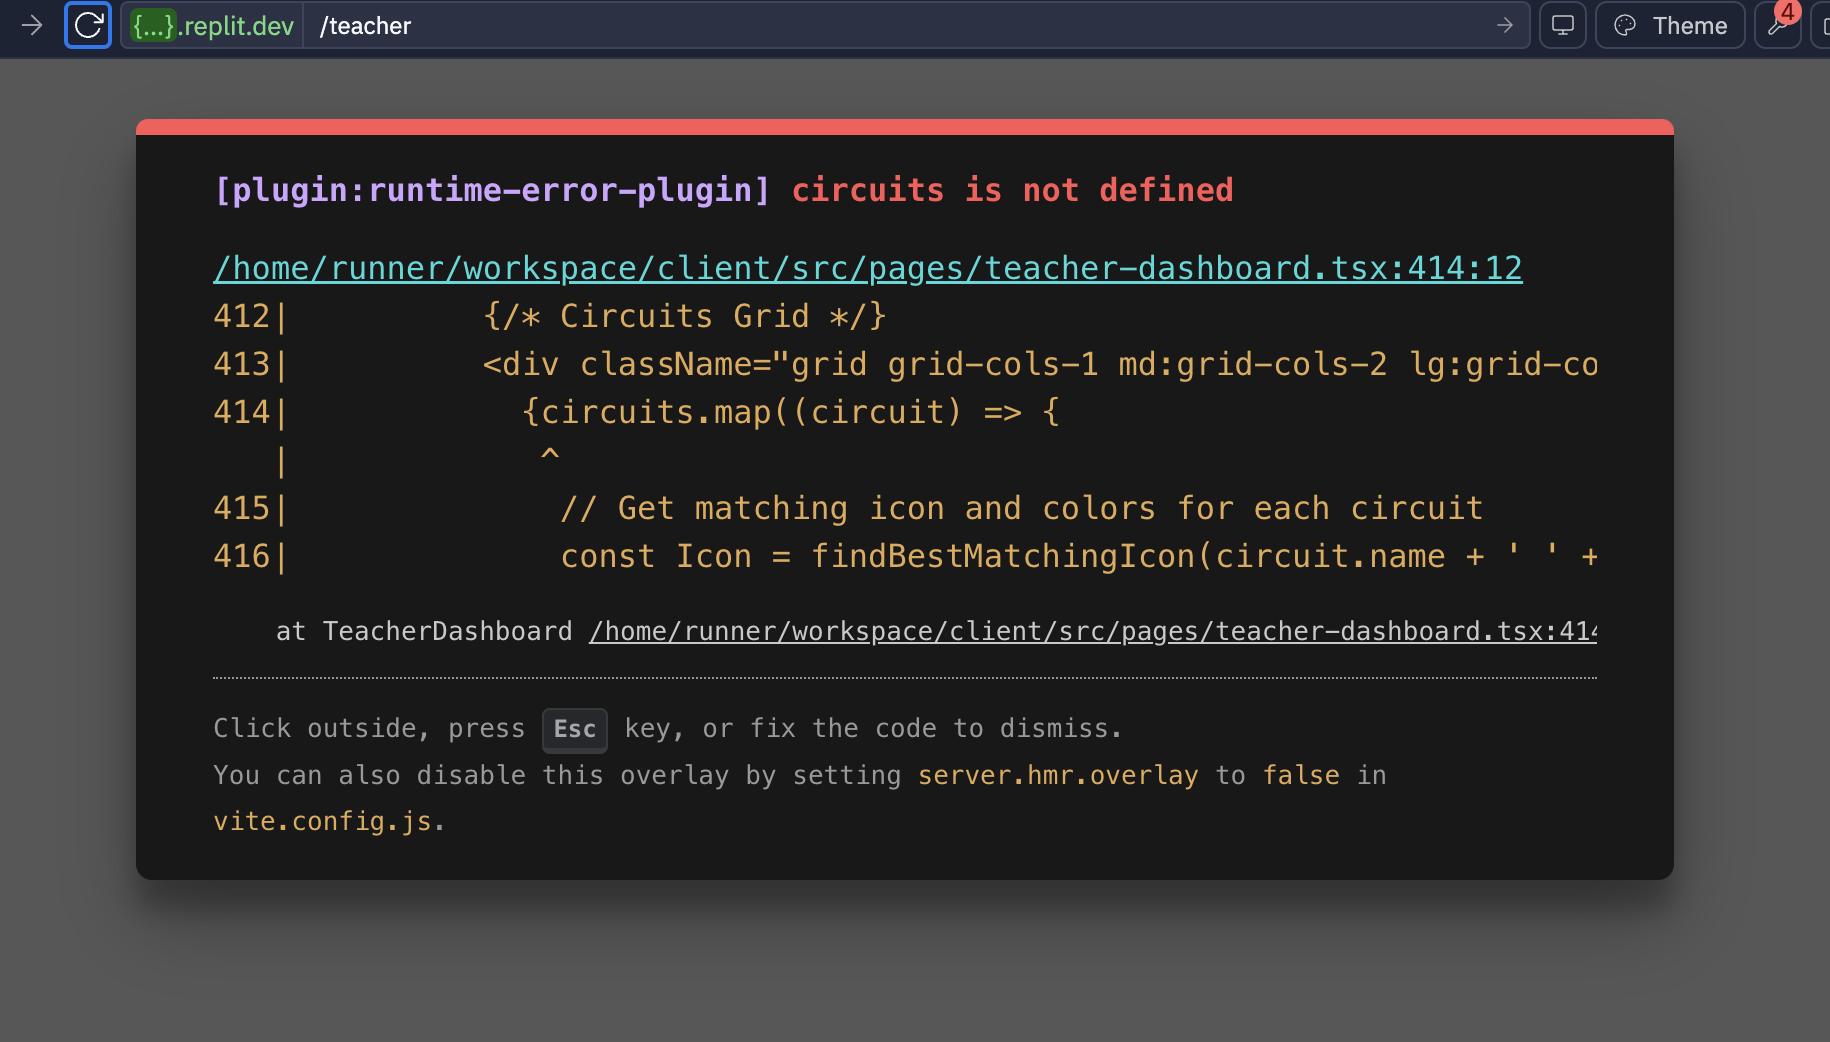 {...}.replit.dev /teacher Theme 4
[plugin:runtime-error-plugin] circuits is not defined
/home/runner/workspace/client/src/pages/teacher-dashboard.tsx:414:12
412| {/* Circuits Grid */}
413| <div className="grid grid-cols-1 md:grid-cols-2 lg:grid-co
414| {circuits.map((circuit) => {
| ^
415| // Get matching icon and colors for each circuit
416| const Icon = findBestMatchingIcon(circuit.name + ' ' +
at TeacherDashboard /home/runner/workspace/client/src/pages/teacher-dashboard.tsx:414
Click outside, press Esc key, or fix the code to dismiss.
You can also disable this overlay by setting server.hmr.overlay to false in
vite.config.js.